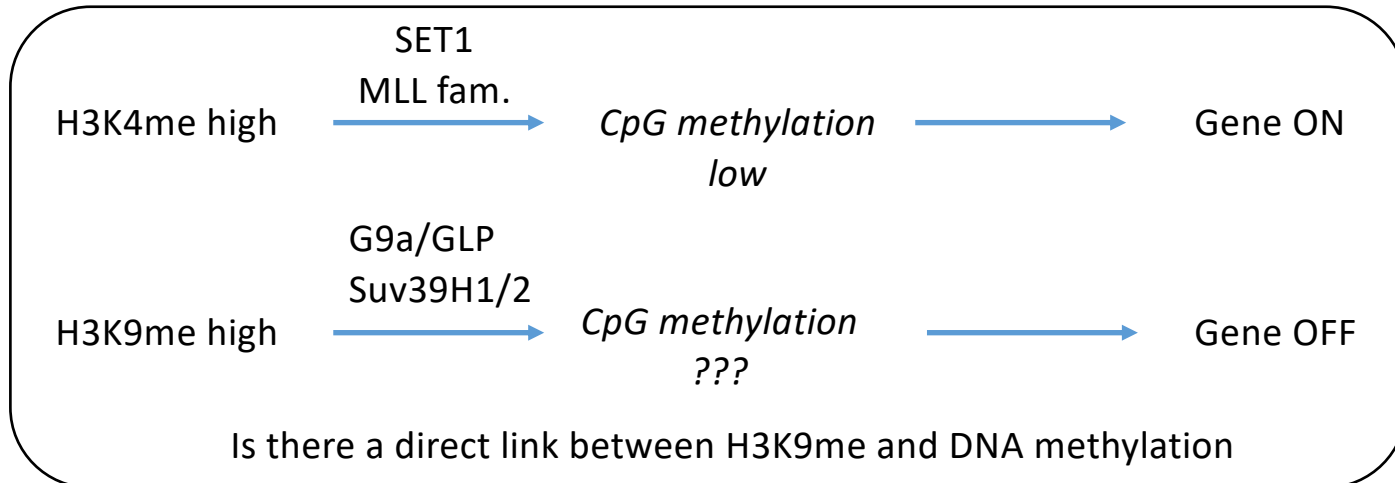 SET1
MLL fam.
H3K4me high
CpG methylation
low
Gene ON
G9a/GLP
Suv39H1/2
H3K9me high
CpG methylation
???
Gene OFF
Is there a direct link between H3K9me and DNA methylation